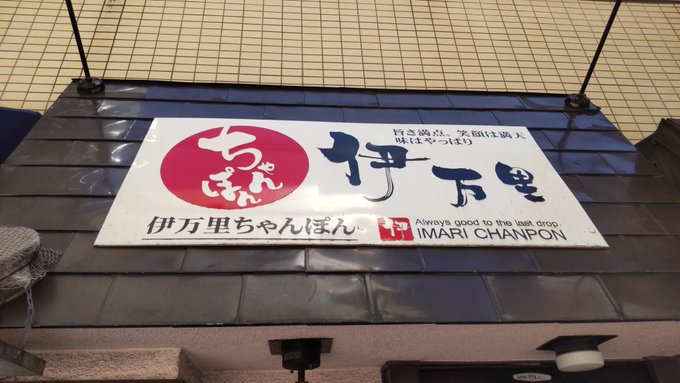 ちゃんぽん
伊万里
旨さ満点。笑顔は満天
味はやっぱり
伊万里ちゃんぽん。
伊
Always good to the last drop.
IMARI CHANPON